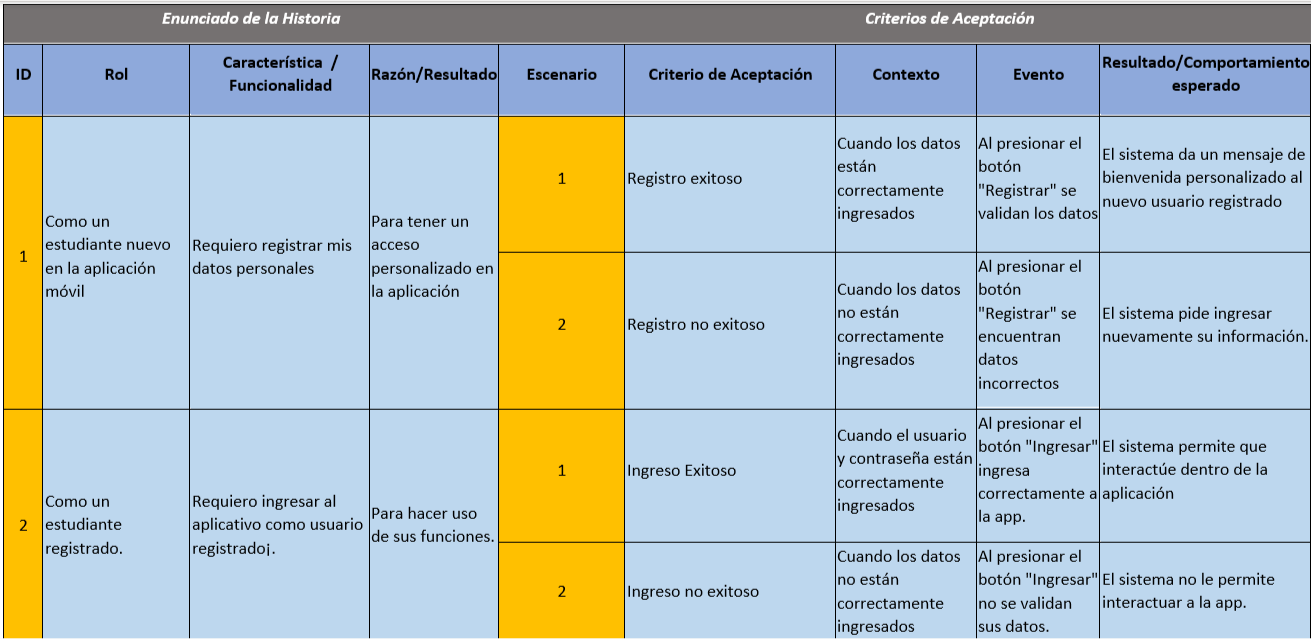 Enunciado de la Historia
Criterios de Aceptación
ID
Rol
Característica /
Funcionalidad
Razón/Resultado
Escenario
Criterio de Aceptación
Contexto
Evento
Resultado/Comportamiento
esperado
1
Como un
estudiante nuevo
en la aplicación
móvil
Requiero registrar mis
datos personales
Para tener un
acceso
personalizado en
la aplicación
1
Registro exitoso
Cuando los datos
están
correctamente
ingresados
Al presionar el
botón
"Registrar" se
validan los datos
El sistema da un mensaje de
bienvenida personalizado al
nuevo usuario registrado
2
Registro no exitoso
Cuando los datos
no están
correctamente
ingresados
Al presionar el
botón
"Registrar" se
encuentran
datos
incorrectos
El sistema pide ingresar
nuevamente su información.
2
Como un
estudiante
registrado.
Requiero ingresar al
aplicativo como usuario
registrado¡.
Para hacer uso
de sus funciones.
1
Ingreso Exitoso
Cuando el usuario
y contraseña están
correctamente
ingresados
Al presionar el
botón "Ingresar"
ingresa
correctamente a
la app.
El sistema permite que
interactúe dentro de la
aplicación
2
Ingreso no exitoso
Cuando los datos
no están
correctamente
ingresados
Al presionar el
botón "Ingresar"
no se validan
sus datos.
El sistema no le permite
interactuar a la app.